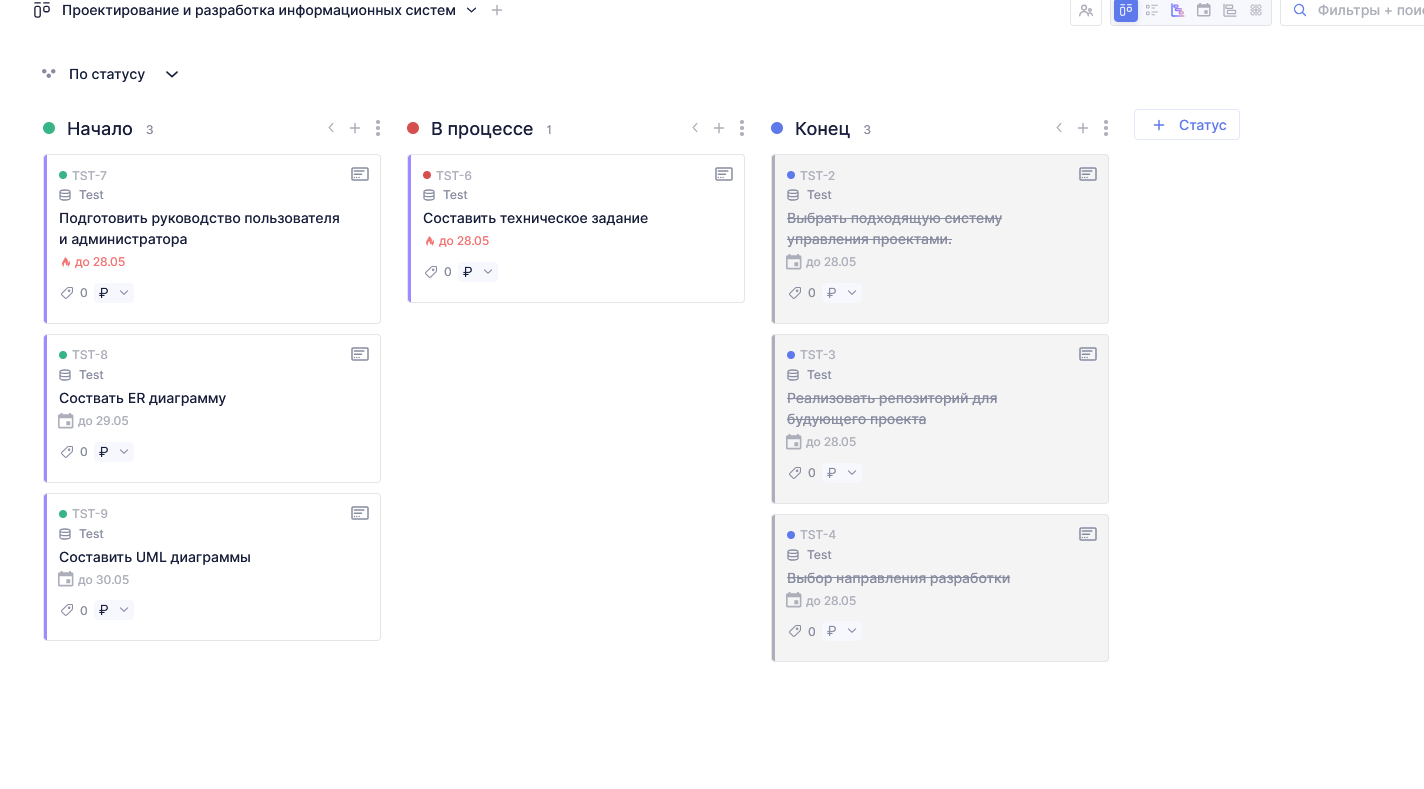 Проектирование и разработка информационных систем
Фильтры + поис
По статусу
Начало 3
TST-7
Test
Подготовить руководство пользователя
и администратора
до 28.05
0 ₽
TST-8
Test
Соствать ER диаграмму
до 29.05
0 ₽
TST-9
Test
Составить UML диаграммы
до 30.05
0 ₽
В процессе 1
TST-6
Test
Составить техническое задание
до 28.05
0 ₽
Конец 3
TST-2
Test
Выбрать подходящую систему
управления проектами.
до 28.05
0 ₽
TST-3
Test
Реализовать репозиторий для
будующего проекта
до 28.05
0 ₽
TST-4
Test
Выбор направления разработки
до 28.05
0 ₽
+ Статус